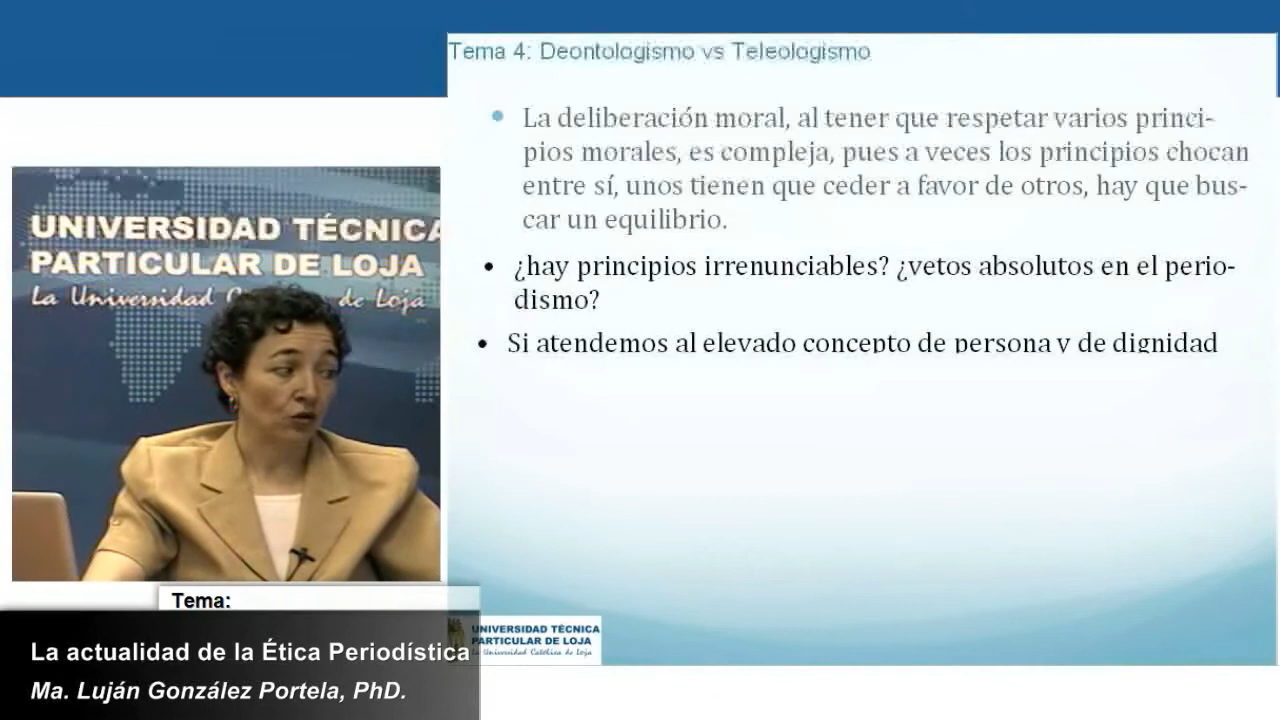 Tema 4: Deontologismo vs Teleologismo
La deliberación moral, al tener que respetar varios princi-
pios morales, es compleja, pues a veces los principios chocan
entre sí, unos tienen que ceder a favor de otros, hay que bus-
car un equilibrio.
¿hay principios irrenunciables? ¿vetos absolutos en el perio-
dismo?
Si atendemos al elevado concepto de persona y de dignidad
UNIVERSIDAD TÉCNICA
PARTICULAR DE LOJA
La Universidad de Loja
Tema:
La actualidad de la Ética Periodística
Ma. Luján González Portela, PhD.
UNIVERSIDAD TÉCNICA
PARTICULAR DE LOJA
La Universidad Católica de Loja